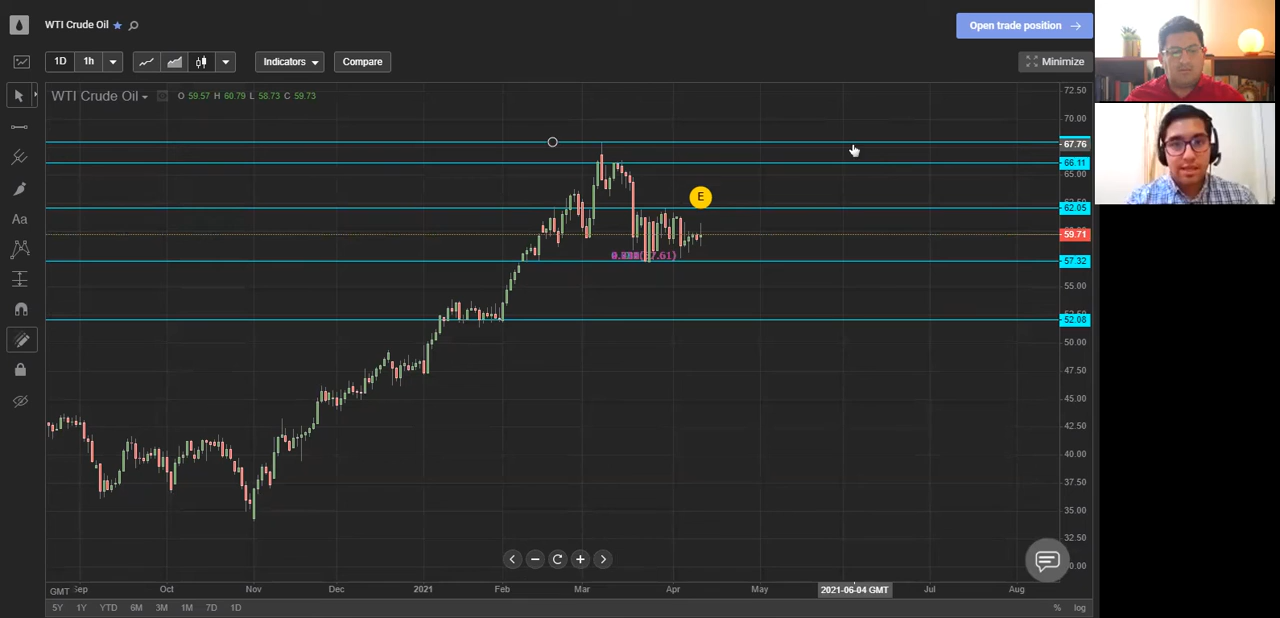 WTI Crude Oil
Open trade position
1D 1h
Indicators
Compare
Minimize
WTI Crude Oil
O 59.57 H 60.79 L 58.73 C 59.73
72.50
70.00
67.76
66.11
65.00
E
62.05
59.71
57.32
55.00
52.08
50.00
47.50
45.00
42.50
40.00
37.50
35.00
32.50
Aa
GMT Sep Oct Nov Dec 2021 Feb Mar Apr May 2021-06-04 GMT Jul Aug
5Y 1Y YTD 6M 3M 1M 7D 1D % log